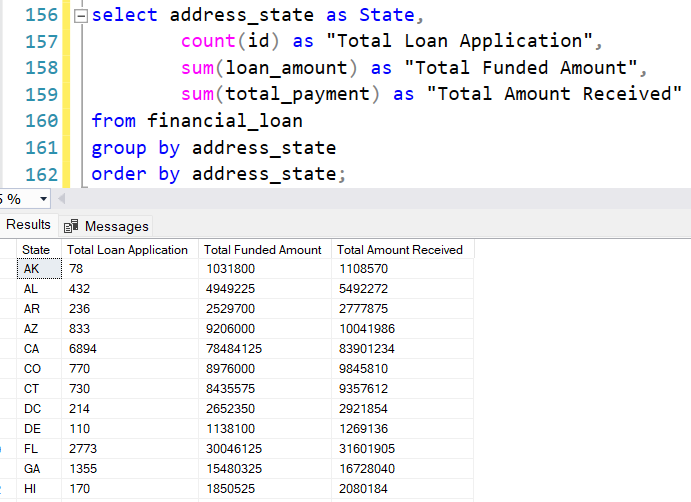 156 select address_state as State,
157 count(id) as "Total Loan Application",
158 sum(loan_amount) as "Total Funded Amount",
159 sum(total_payment) as "Total Amount Received"
160 from financial_loan
161 group by address_state
162 order by address_state;
5 %
Results Messages
State Total Loan Application Total Funded Amount Total Amount Received
AK 78 1031800 1108570
AL 432 4949225 5492272
AR 236 2529700 2777875
AZ 833 9206000 10041986
CA 6894 78484125 83901234
CO 770 8976000 9845810
CT 730 8435575 9357612
DC 214 2652350 2921854
DE 110 1138100 1269136
FL 2773 30046125 31601905
GA 1355 15480325 16728040
HI 170 1850525 2080184